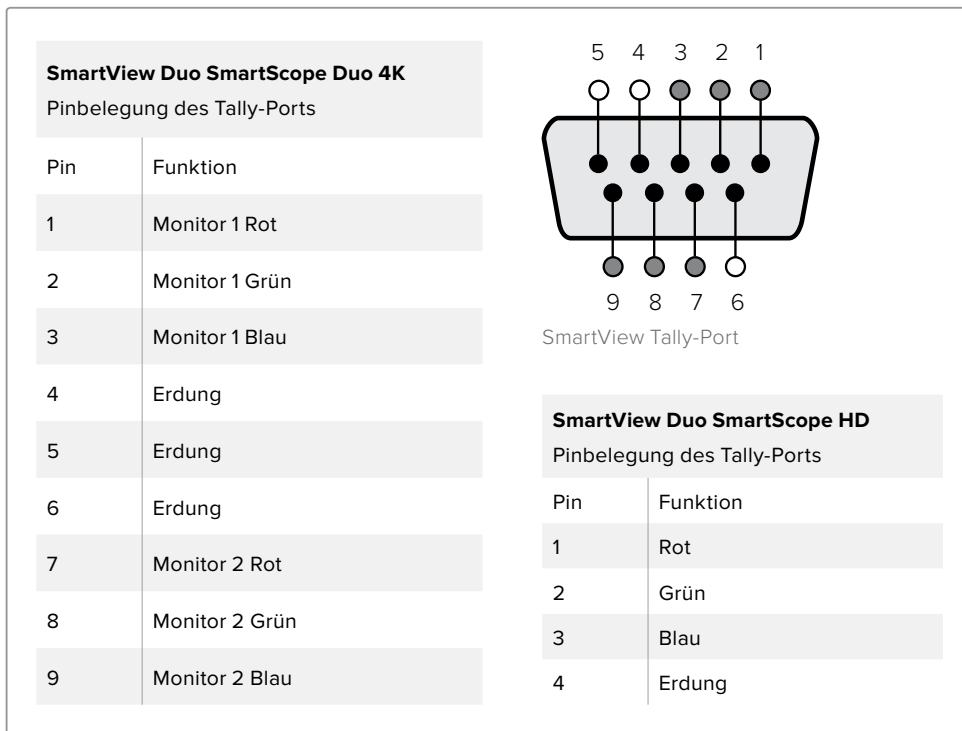 SmartView Duo SmartScope Duo 4K
Pinbelegung des Tally-Ports
Pin Funktion
1 Monitor 1 Rot
2 Monitor 1 Grün
3 Monitor 1 Blau
4 Erdung
5 Erdung
6 Erdung
7 Monitor 2 Rot
8 Monitor 2 Grün
9 Monitor 2 Blau
5 4 3 2 1
9 8 7 6
SmartView Tally-Port
SmartView Duo SmartScope HD
Pinbelegung des Tally-Ports
Pin Funktion
1 Rot
2 Grün
3 Blau
4 Erdung